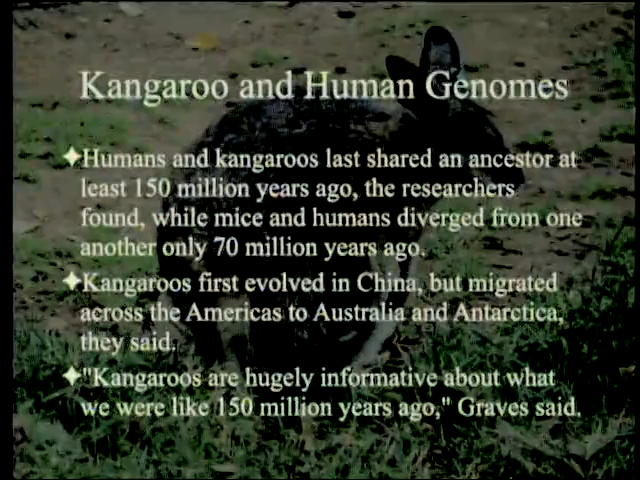 Kangaroo and Human Genomes
Humans and kangaroos last shared an ancestor at
least 150 million years ago, the researchers
found, while mice and humans diverged from one
another only 70 million years ago.
Kangaroos first evolved in China, but migrated
across the Americas to Australia and Antarctica,
they said.
"Kangaroos are hugely informative about what
we were like 150 million years ago," Graves said.